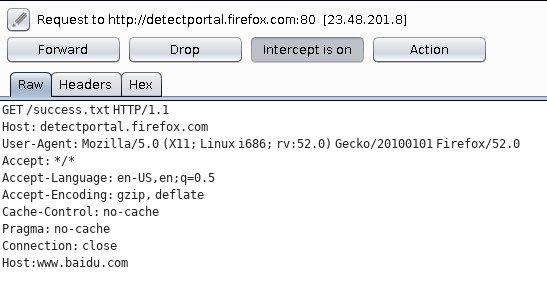 Request to http://detectportal.firefox.com:80 [23.48.201.8]
Forward Drop Intercept is on Action
Raw Headers Hex
GET /success.txt HTTP/1.1
Host: detectportal.firefox.com
User-Agent: Mozilla/5.0 (X11; Linux i686; rv:52.0) Gecko/20100101 Firefox/52.0
Accept: */*
Accept-Language: en-US,en;q=0.5
Accept-Encoding: gzip, deflate
Cache-Control: no-cache
Pragma: no-cache
Connection: close
Host:www.baidu.com